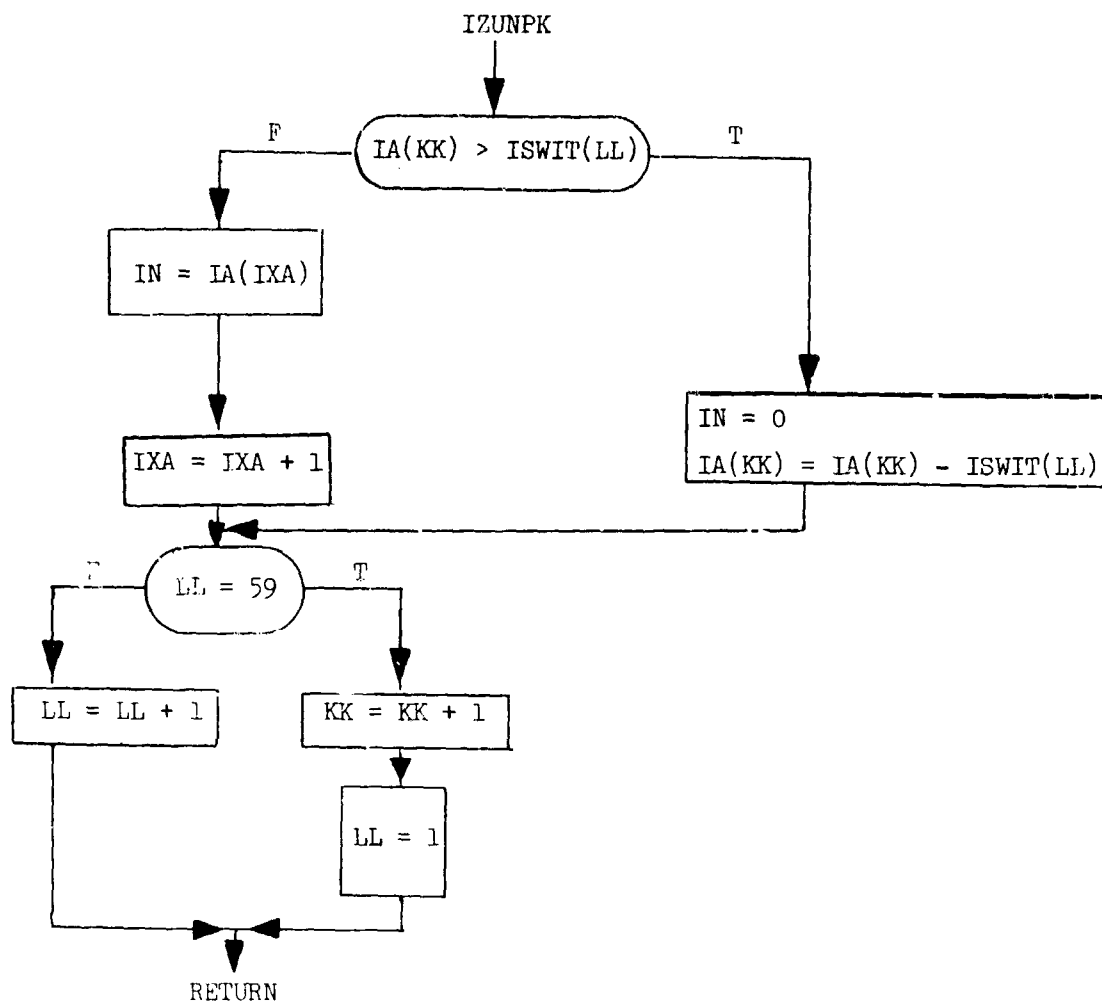 IZUNPK
F
IA(KK) > ISWIT(LL)
T
IN = IA(IXA)
IN = 0
IA(KK) = IA(KK) - ISWIT(LL)
IXA = IXA + 1
F
LL = 59
T
LL = LL + 1
KK = KK + 1
LL = 1
RETURN